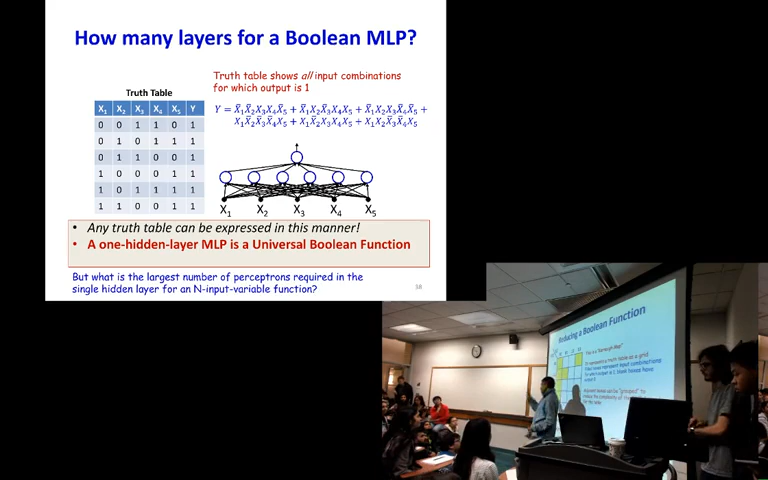 How many layers for a Boolean MLP?
Truth table shows all input combinations
for which output is 1
Truth Table
X₁ X₂ X₃ X₄ X₅ Y
0 0 1 1 0 1
0 1 0 1 1 1
0 1 1 0 0 1
1 0 0 0 1 1
1 0 1 1 1 1
1 1 0 0 1 1
Y = X̄₁X̄₂X₃X₄X̄₅ + X̄₁X₂X̄₃X₄X₅ + X̄₁X₂X₃X̄₄X̄₅ +
X₁X̄₂X̄₃X̄₄X₅ + X₁X̄₂X₃X₄X₅ + X₁X₂X̄₃X̄₄X₅
X₁ X₂ X₃ X₄ X₅
• Any truth table can be expressed in this manner!
• A one-hidden-layer MLP is a Universal Boolean Function
But what is the largest number of perceptrons required in the
single hidden layer for an N-input-variable function?
38
Reducing a Boolean Function